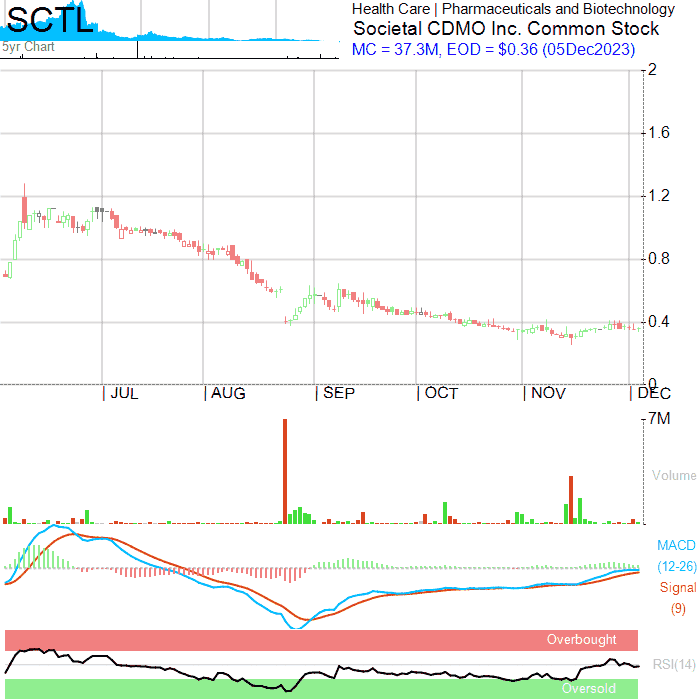 SCTL
5yr Chart
Health Care | Pharmaceuticals and Biotechnology
Societal CDMO Inc. Common Stock
MC = 37.3M, EOD = $0.36 (05Dec2023)
2
1.6
1.2
0.8
0.4
0
JUL AUG SEP OCT NOV DEC
7M
Volume
MACD
(12-26)
Signal
(9)
Overbought
RSI(14)
Oversold